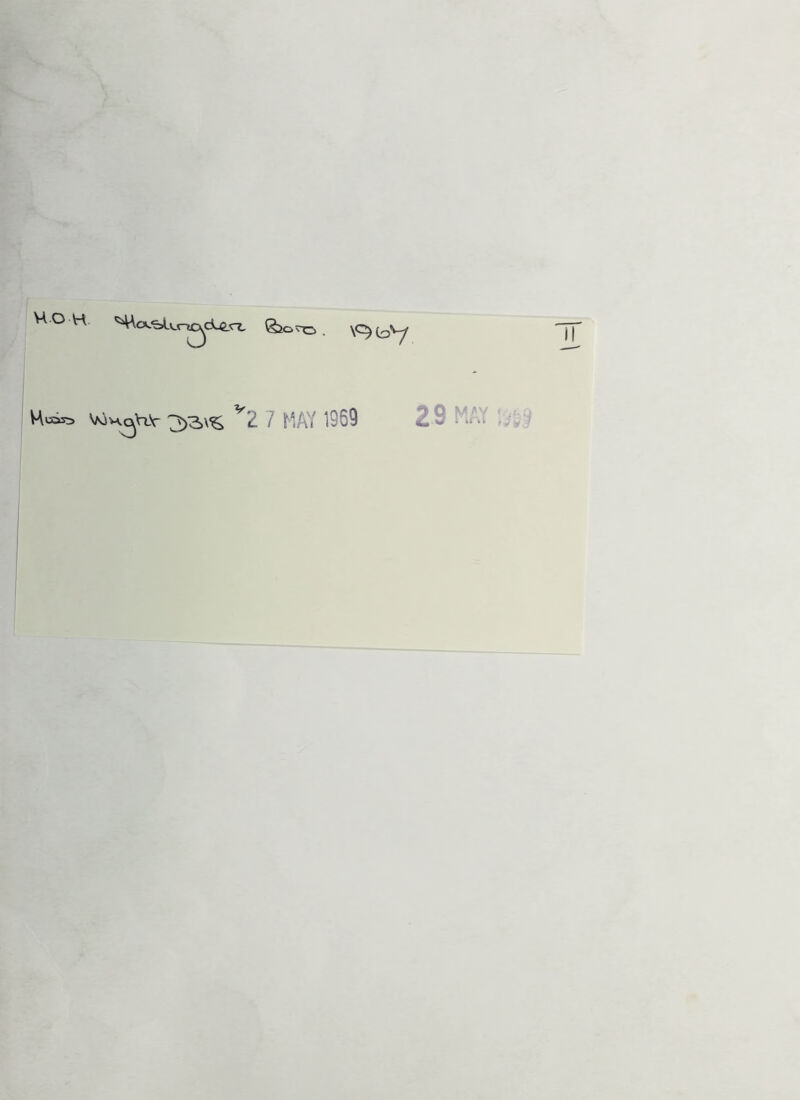 M.O.H. Haslingden Boro. 1967. II
Miss Wright D318 27 MAY 1969 29 MAY 1969